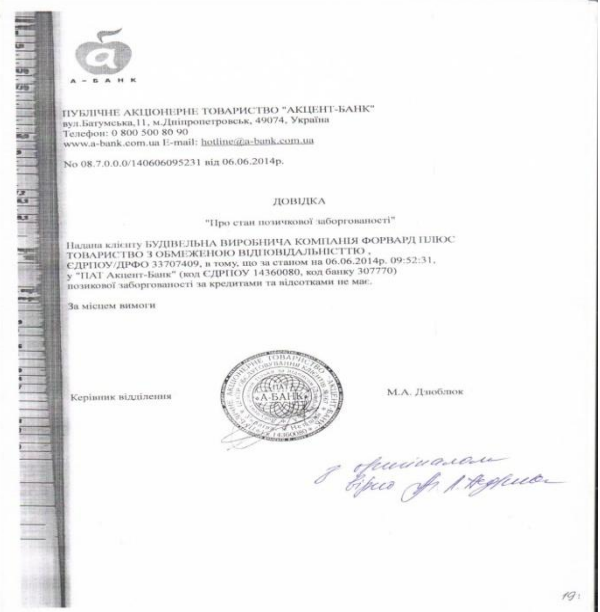 а
А-БАНК
ПУБЛІЧНЕ АКЦІОНЕРНЕ ТОВАРИСТВО "АКЦЕНТ-БАНК"
вул.Батумська,11, м.Дніпропетровськ, 49074, Україна
Телефон: 0 800 500 80 90
www.a-bank.com.ua E-mail: hotline@a-bank.com.ua
No 08.7.0.0.0/140606095231 від 06.06.2014р.
ДОВІДКА
"Про стан позичкової заборгованості"
Надана клієнту БУДІВЕЛЬНА ВИРОБНИЧА КОМПАНІЯ ФОРВАРД ПЛЮС
ТОВАРИСТВО З ОБМЕЖЕНОЮ ВІДПОВІДАЛЬНІСТТЮ ,
ЄДРПОУ/ДРФО 33707409, в тому, що за станом на 06.06.2014р. 09:52:31,
у "ПАТ Акцент-Банк" (код ЄДРПОУ 14360080, код банку 307770)
позикової заборгованості за кредитами та відсотками не має.
За місцем вимоги
Керівник відділення
М.А. Дзюблюк
А-БАНК
14360080
з оригіналом
вірно
19